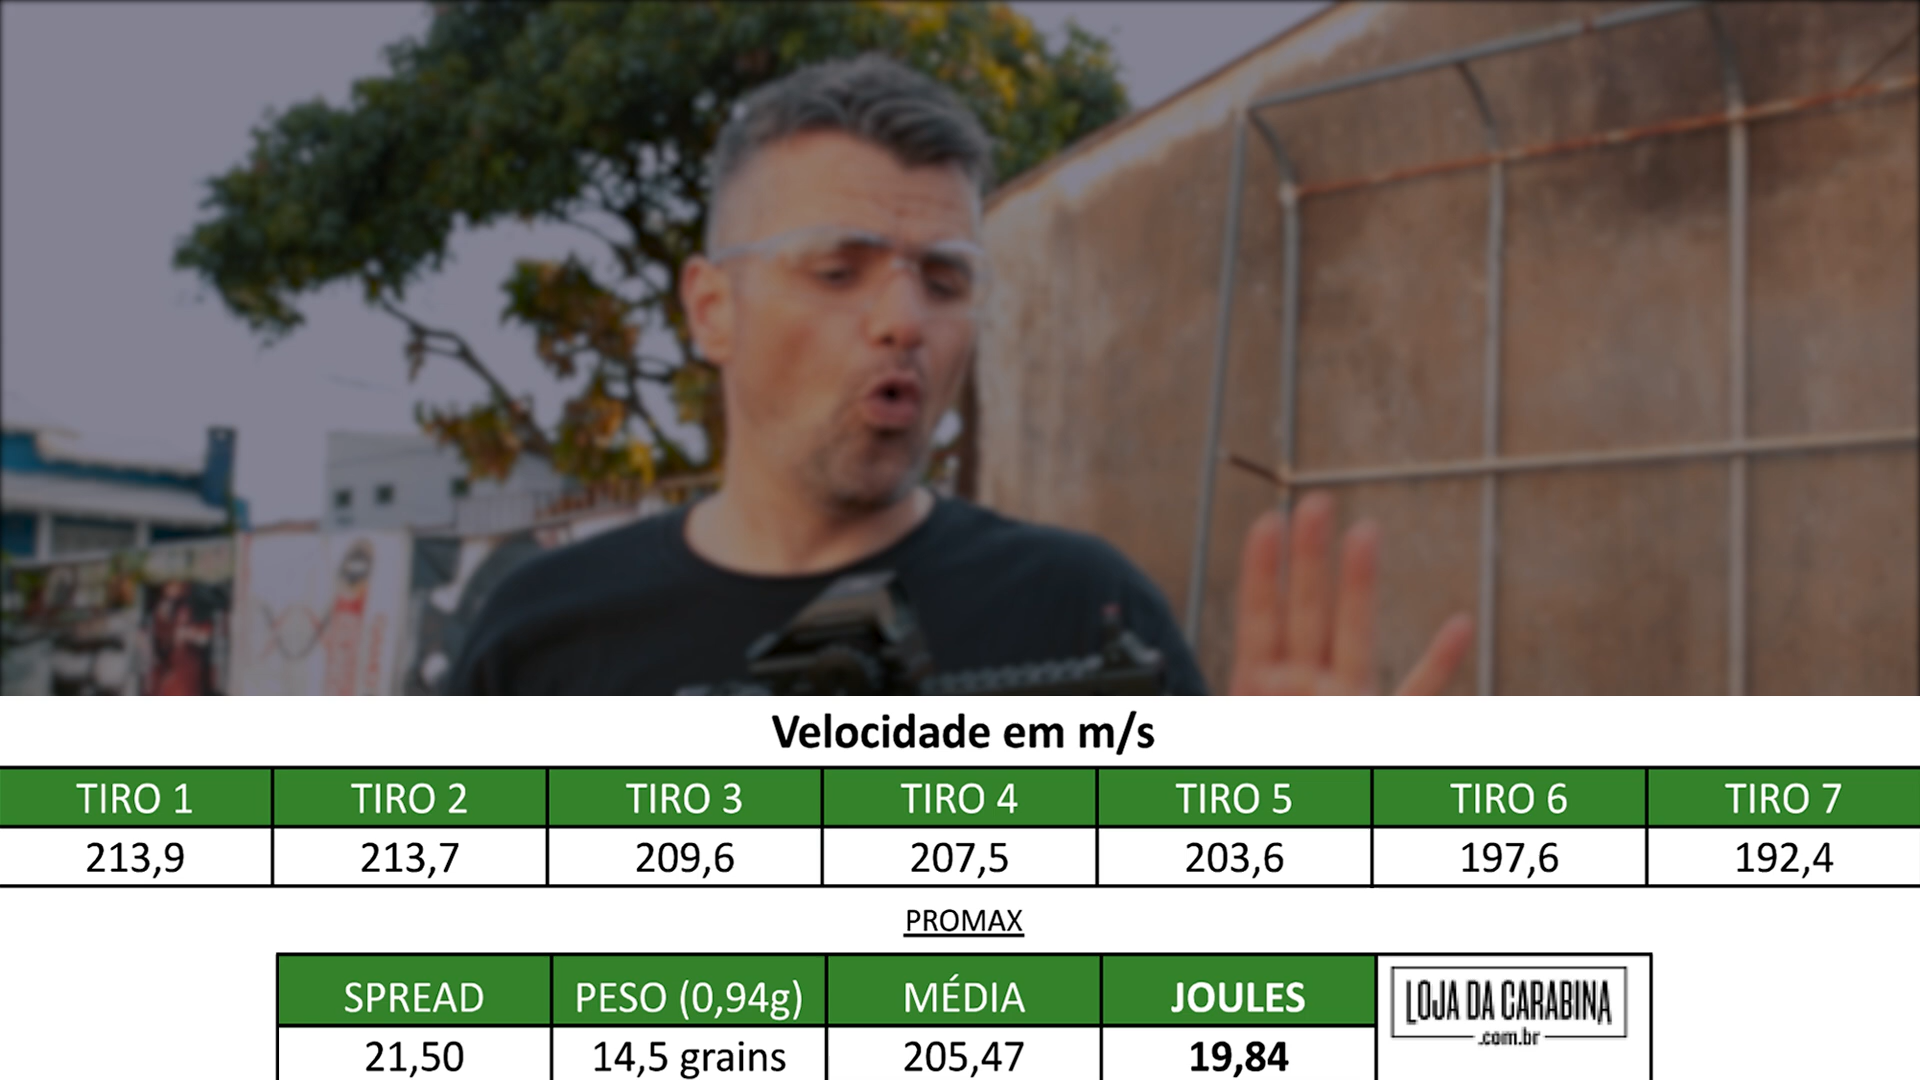 Velocidade em m/s
TIRO 1 TIRO 2 TIRO 3 TIRO 4 TIRO 5 TIRO 6 TIRO 7
213,9 213,7 209,6 207,5 203,6 197,6 192,4
PROMAX
SPREAD PESO (0,94g) MÉDIA JOULES
21,50 14,5 grains 205,47 19,84
LOJA DA CARABINA
.com.br